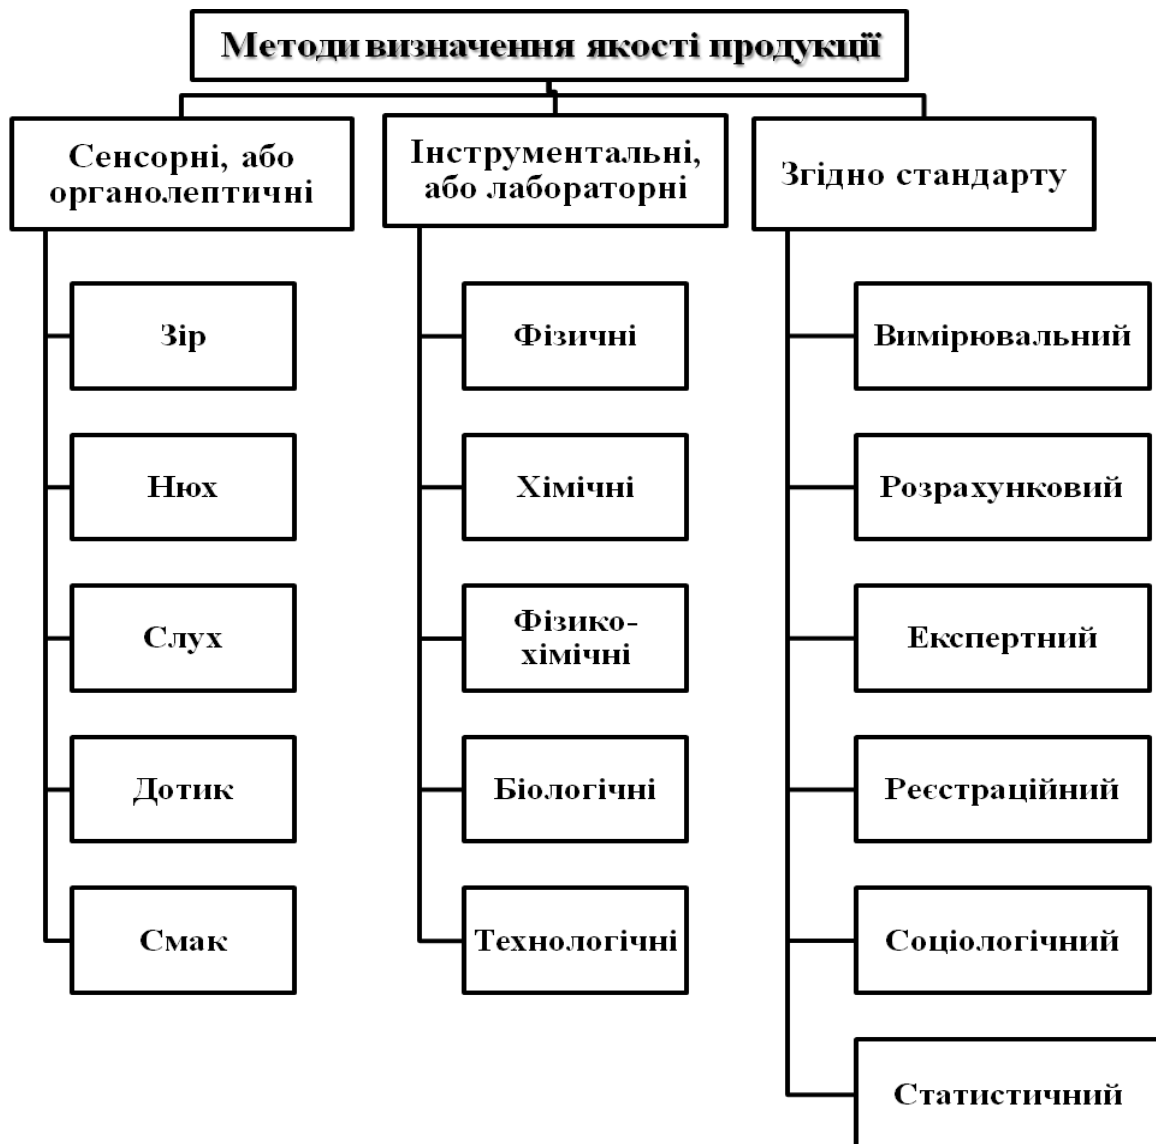 Методи визначення якості продукції
Сенсорні, або
органолептичні
Зір
Нюх
Слух
Дотик
Смак
Інструментальні,
або лабораторні
Фізичні
Хімічні
Фізико-
хімічні
Біологічні
Технологічні
Згідно стандарту
Вимірювальний
Розрахунковий
Експертний
Реєстраційний
Соціологічний
Статистичний